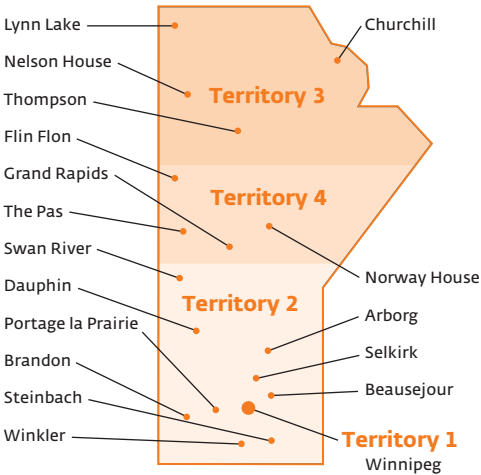 Lynn Lake
Nelson House
Thompson
Flin Flon
Grand Rapids
The Pas
Swan River
Dauphin
Portage la Prairie
Brandon
Steinbach
Winkler
Territory 3
Territory 4
Territory 2
Churchill
Norway House
Arborg
Selkirk
Beausejour
Territory 1
Winnipeg